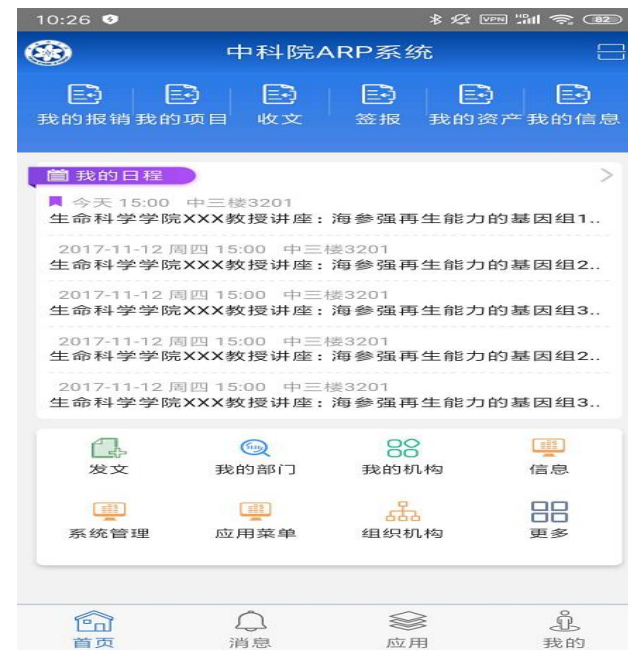 10:26 VPN HD 82
中科院ARP系统
我的报销 我的项目 收文 签报 我的资产 我的信息
我的日程
今天 15:00 中三楼3201
生命科学学院XXX教授讲座：海参强再生能力的基因组1..
2017-11-12 周四 15:00 中三楼3201
生命科学学院XXX教授讲座：海参强再生能力的基因组2..
2017-11-12 周四 15:00 中三楼3201
生命科学学院XXX教授讲座：海参强再生能力的基因组3..
2017-11-12 周四 15:00 中三楼3201
生命科学学院XXX教授讲座：海参强再生能力的基因组2..
2017-11-12 周四 15:00 中三楼3201
生命科学学院XXX教授讲座：海参强再生能力的基因组3..
发文 我的部门 我的机构 信息
系统管理 应用菜单 组织机构 更多
首页 消息 应用 我的